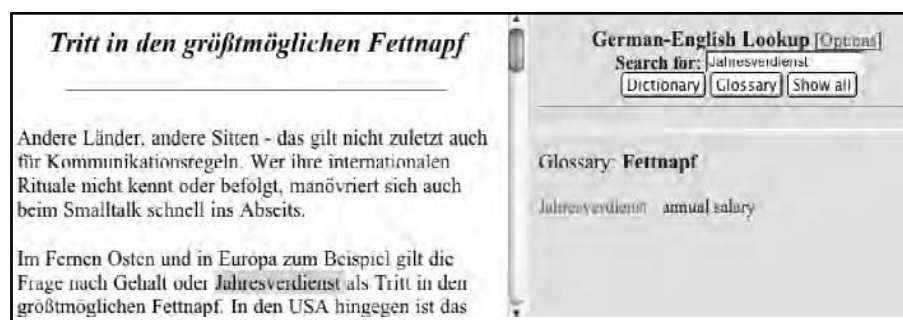 Tritt in den größtmöglichen Fettnapf
Andere Länder, andere Sitten - das gilt nicht zuletzt auch
für Kommunikationsregeln. Wer ihre internationalen
Rituale nicht kennt oder befolgt, manövriert sich auch
beim Smalltalk schnell ins Abseits.
Im Fernen Osten und in Europa zum Beispiel gilt die
Frage nach Gehalt oder Jahresverdienst als Tritt in den
größtmöglichen Fettnapf. In den USA hingegen ist das
German-English Lookup [Options]
Search for: Jahresverdienst
Dictionary Glossary Show all
Glossary: Fettnapf
Jahresverdienst annual salary